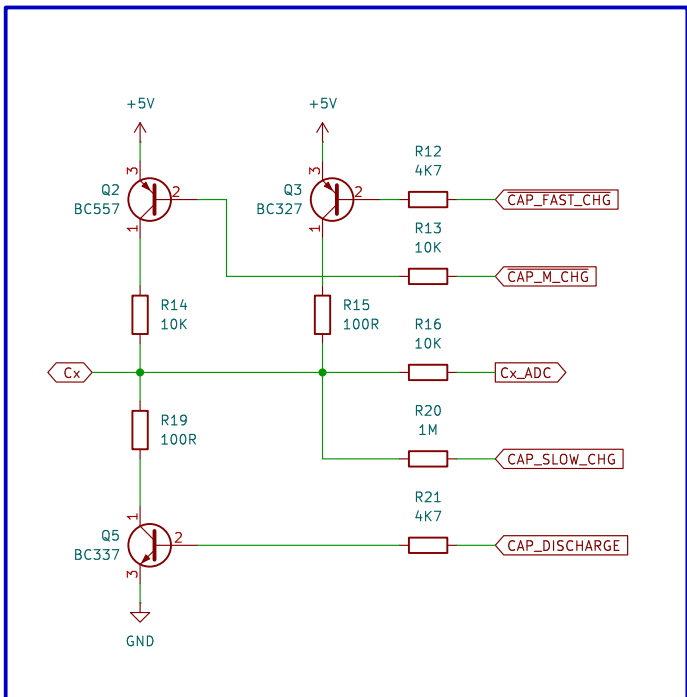 +5V
+5V
R12
4K7
3
Q2
BC557
2
1
3
Q3
BC327
2
1
CAP_FAST_CHG
R13
10K
CAP_M_CHG
R14
10K
R15
100R
R16
10K
Cx
Cx_ADC
R19
100R
R20
1M
CAP_SLOW_CHG
R21
4K7
1
Q5
BC337
2
3
CAP_DISCHARGE
GND